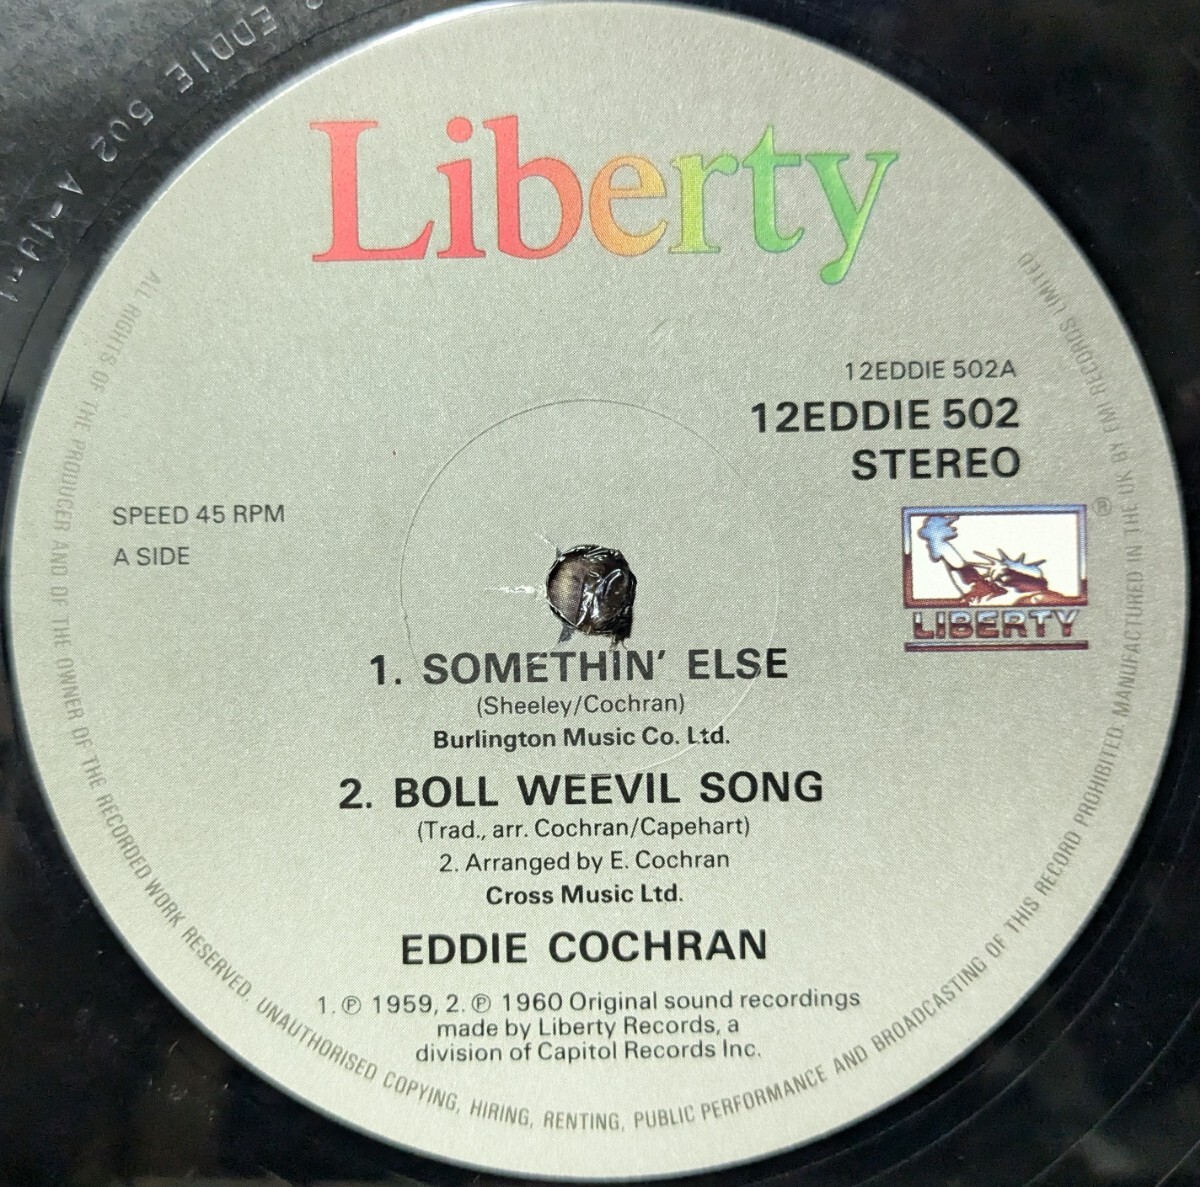 EDDIE 502 A-1U-1
Liberty
12EDDIE 502A
12EDDIE 502
STEREO
SPEED 45 RPM
A SIDE
®
LIBERTY
1. SOMETHIN' ELSE
(Sheeley/Cochran)
Burlington Music Co. Ltd.
2. BOLL WEEVIL SONG
(Trad., arr. Cochran/Capehart)
2. Arranged by E. Cochran
Cross Music Ltd.
EDDIE COCHRAN
1. ℗ 1959, 2. ℗ 1960 Original sound recordings
made by Liberty Records, a
division of Capitol Records Inc.
ALL RIGHTS OF THE PRODUCER AND OF THE OWNER OF THE RECORDED WORK RESERVED. UNAUTHORISED COPYING, HIRING, RENTING, PUBLIC PERFORMANCE AND BROADCASTING OF THIS RECORD PROHIBITED. MANUFACTURED IN THE UK BY EMI RECORDS LIMITED